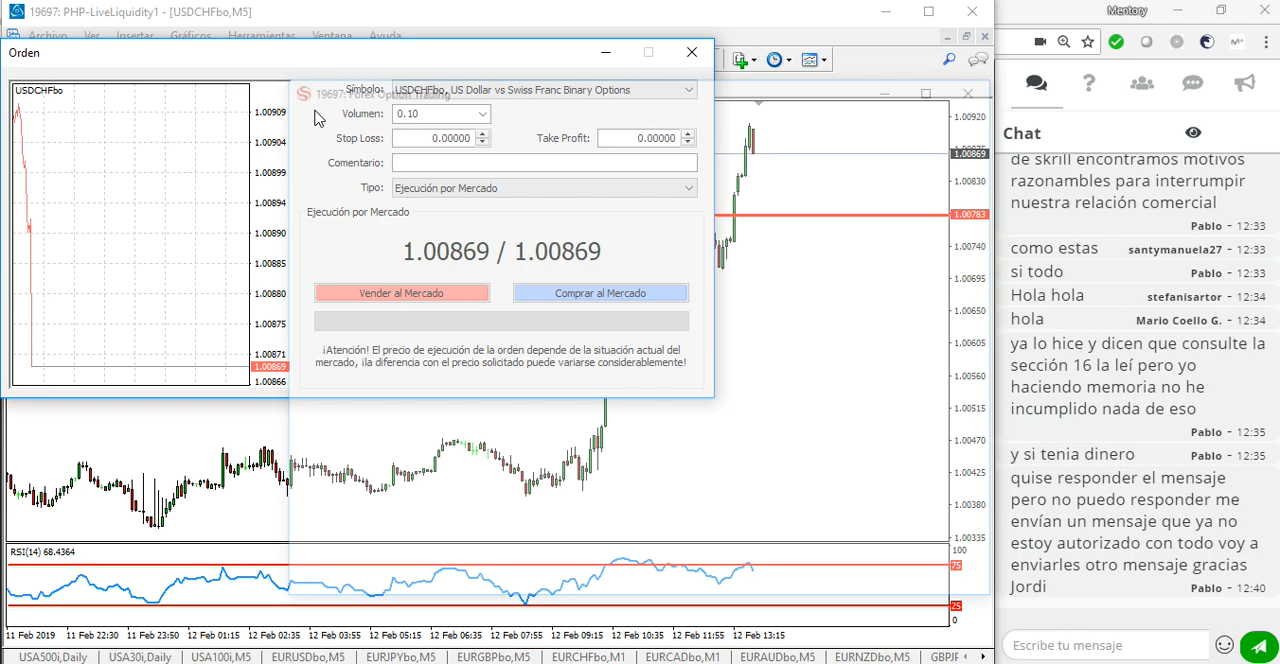 19697: PHP-LiveLiquidity1 - [USDCHFbo,M5]
Archivo Ver Insertar Gráficos Herramientas Ventana Ayuda
Orden
USDCHFbo
1.00909
1.00904
1.00899
1.00894
1.00890
1.00885
1.00880
1.00875
1.00871
1.00869
1.00866
19697: Forex Option Trading
Símbolo: USDCHFbo, US Dollar vs Swiss Franc Binary Options
Volumen: 0.10
Stop Loss: 0.00000 Take Profit: 0.00000
Comentario:
Tipo: Ejecución por Mercado
Ejecución por Mercado
1.00869 / 1.00869
Vender al Mercado Comprar al Mercado
¡Atención! El precio de ejecución de la orden depende de la situación actual del
mercado, ¡la diferencia con el precio solicitado puede variarse considerablemente!
1.00920
1.00869
1.00830
1.00783
1.00740
1.00695
1.00650
1.00605
1.00560
1.00515
1.00470
1.00425
1.00380
1.00335
RSI(14) 68.4364
100
75
25
0
11 Feb 2019 11 Feb 22:30 11 Feb 23:50 12 Feb 01:15 12 Feb 02:35 12 Feb 03:55 12 Feb 05:15 12 Feb 06:35 12 Feb 07:55 12 Feb 09:15 12 Feb 10:35 12 Feb 11:55 12 Feb 13:15
USA500i,Daily USA30i,Daily USA100i,M5 EURUSDbo,M5 EURJPYbo,M5 EURGBPbo,M5 EURCHFbo,M1 EURCADbo,M1 EURAUDbo,M5 EURNZDbo,M5 GBPJF
Mentory
Chat
de skrill encontramos motivos
razonambles para interrumpir
nuestra relación comercial
Pablo - 12:33
como estas santymanuela27 - 12:33
si todo Pablo - 12:33
Hola hola stefanisartor - 12:34
hola Mario Coello G. - 12:34
ya lo hice y dicen que consulte la
sección 16 la leí pero yo
haciendo memoria no he
incumplido nada de eso
Pablo - 12:35
y si tenia dinero Pablo - 12:35
quise responder el mensaje
pero no puedo responder me
envían un mensaje que ya no
estoy autorizado con todo voy a
enviarles otro mensaje gracias
Jordi Pablo - 12:40
Escribe tu mensaje